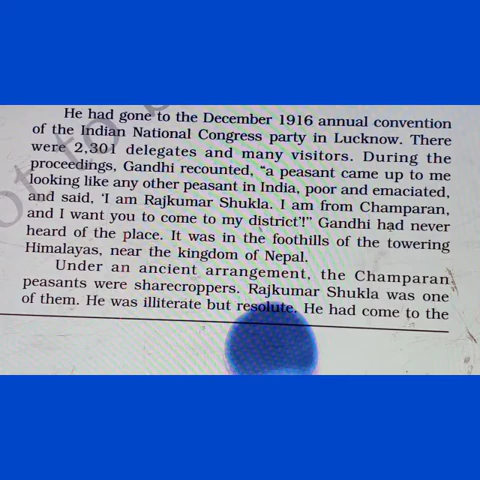 He had gone to the December 1916 annual convention
of the Indian National Congress party in Lucknow. There
were 2,301 delegates and many visitors. During the
proceedings, Gandhi recounted, “a peasant came up to me
looking like any other peasant in India, poor and emaciated,
and said, ‘I am Rajkumar Shukla. I am from Champaran,
and I want you to come to my district’!” Gandhi had never
heard of the place. It was in the foothills of the towering
Himalayas, near the kingdom of Nepal.
Under an ancient arrangement, the Champaran
peasants were sharecroppers. Rajkumar Shukla was one
of them. He was illiterate but resolute. He had come to the